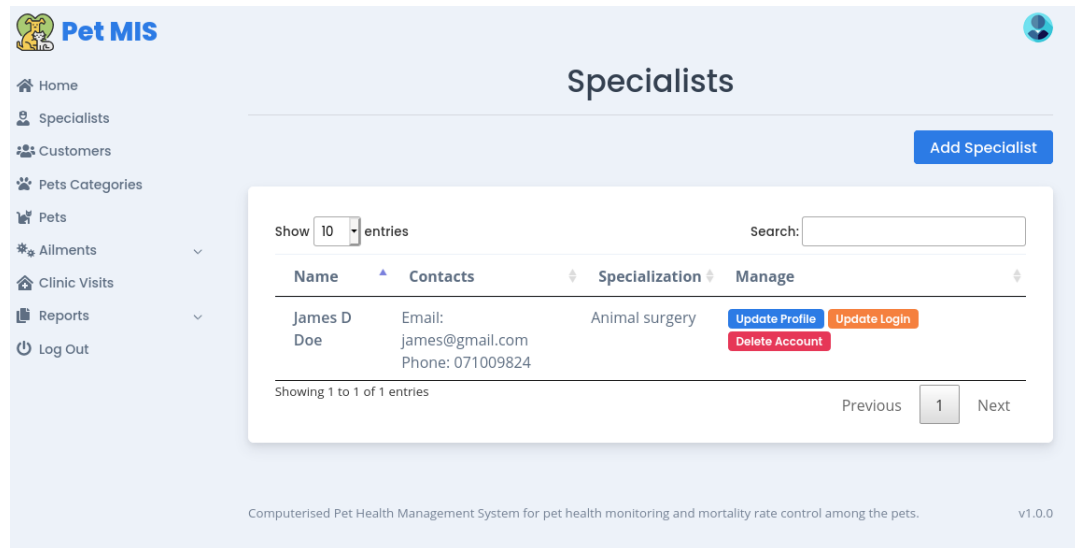 Pet MIS
Home
Specialists
Customers
Pets Categories
Pets
Ailments
Clinic Visits
Reports
Log Out
Specialists
Add Specialist
Show 10 entries
Search:
Name Contacts Specialization Manage
James D Email: Animal surgery Update Profile Update Login
Doe james@gmail.com Delete Account
Phone: 071009824
Showing 1 to 1 of 1 entries
Previous 1 Next
Computerised Pet Health Management System for pet health monitoring and mortality rate control among the pets. v1.0.0